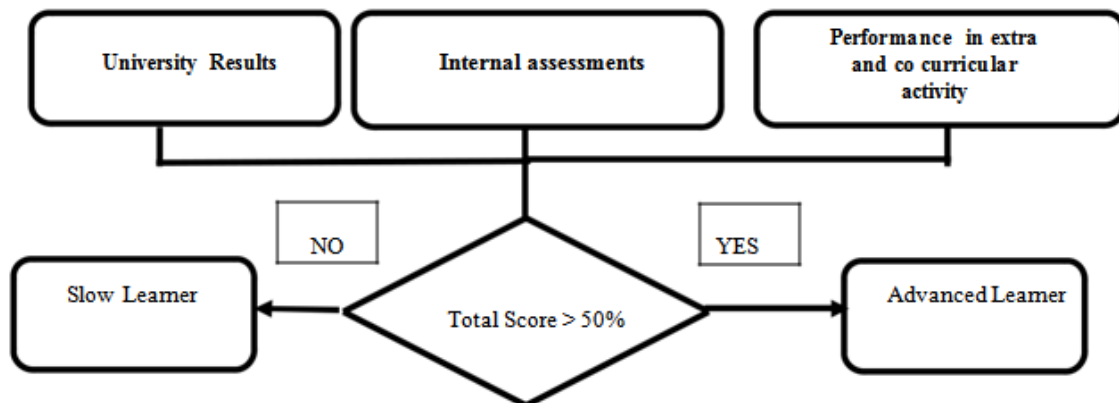 University Results
Internal assessments
Performance in extra
and co curricular
activity
NO
YES
Slow Learner
Total Score > 50%
Advanced Learner